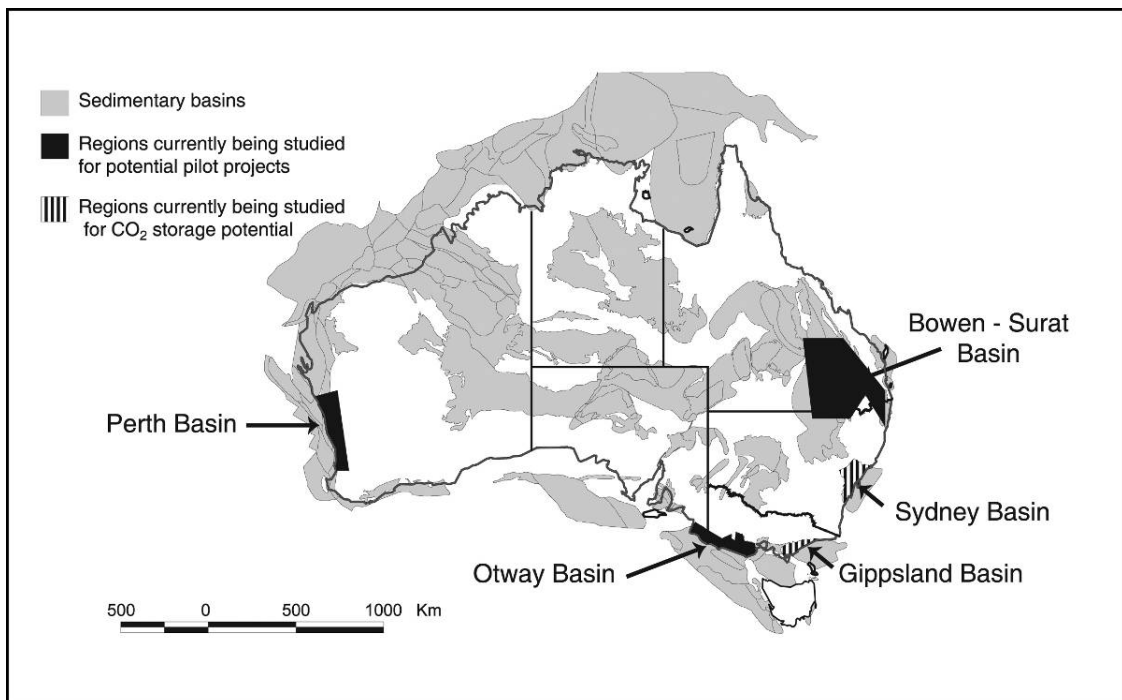 Sedimentary basins
Regions currently being studied
for potential pilot projects
Regions currently being studied
for CO₂ storage potential
Bowen - Surat
Basin
Perth Basin
Sydney Basin
Otway Basin
Gippsland Basin
500 0 500 1000 Km